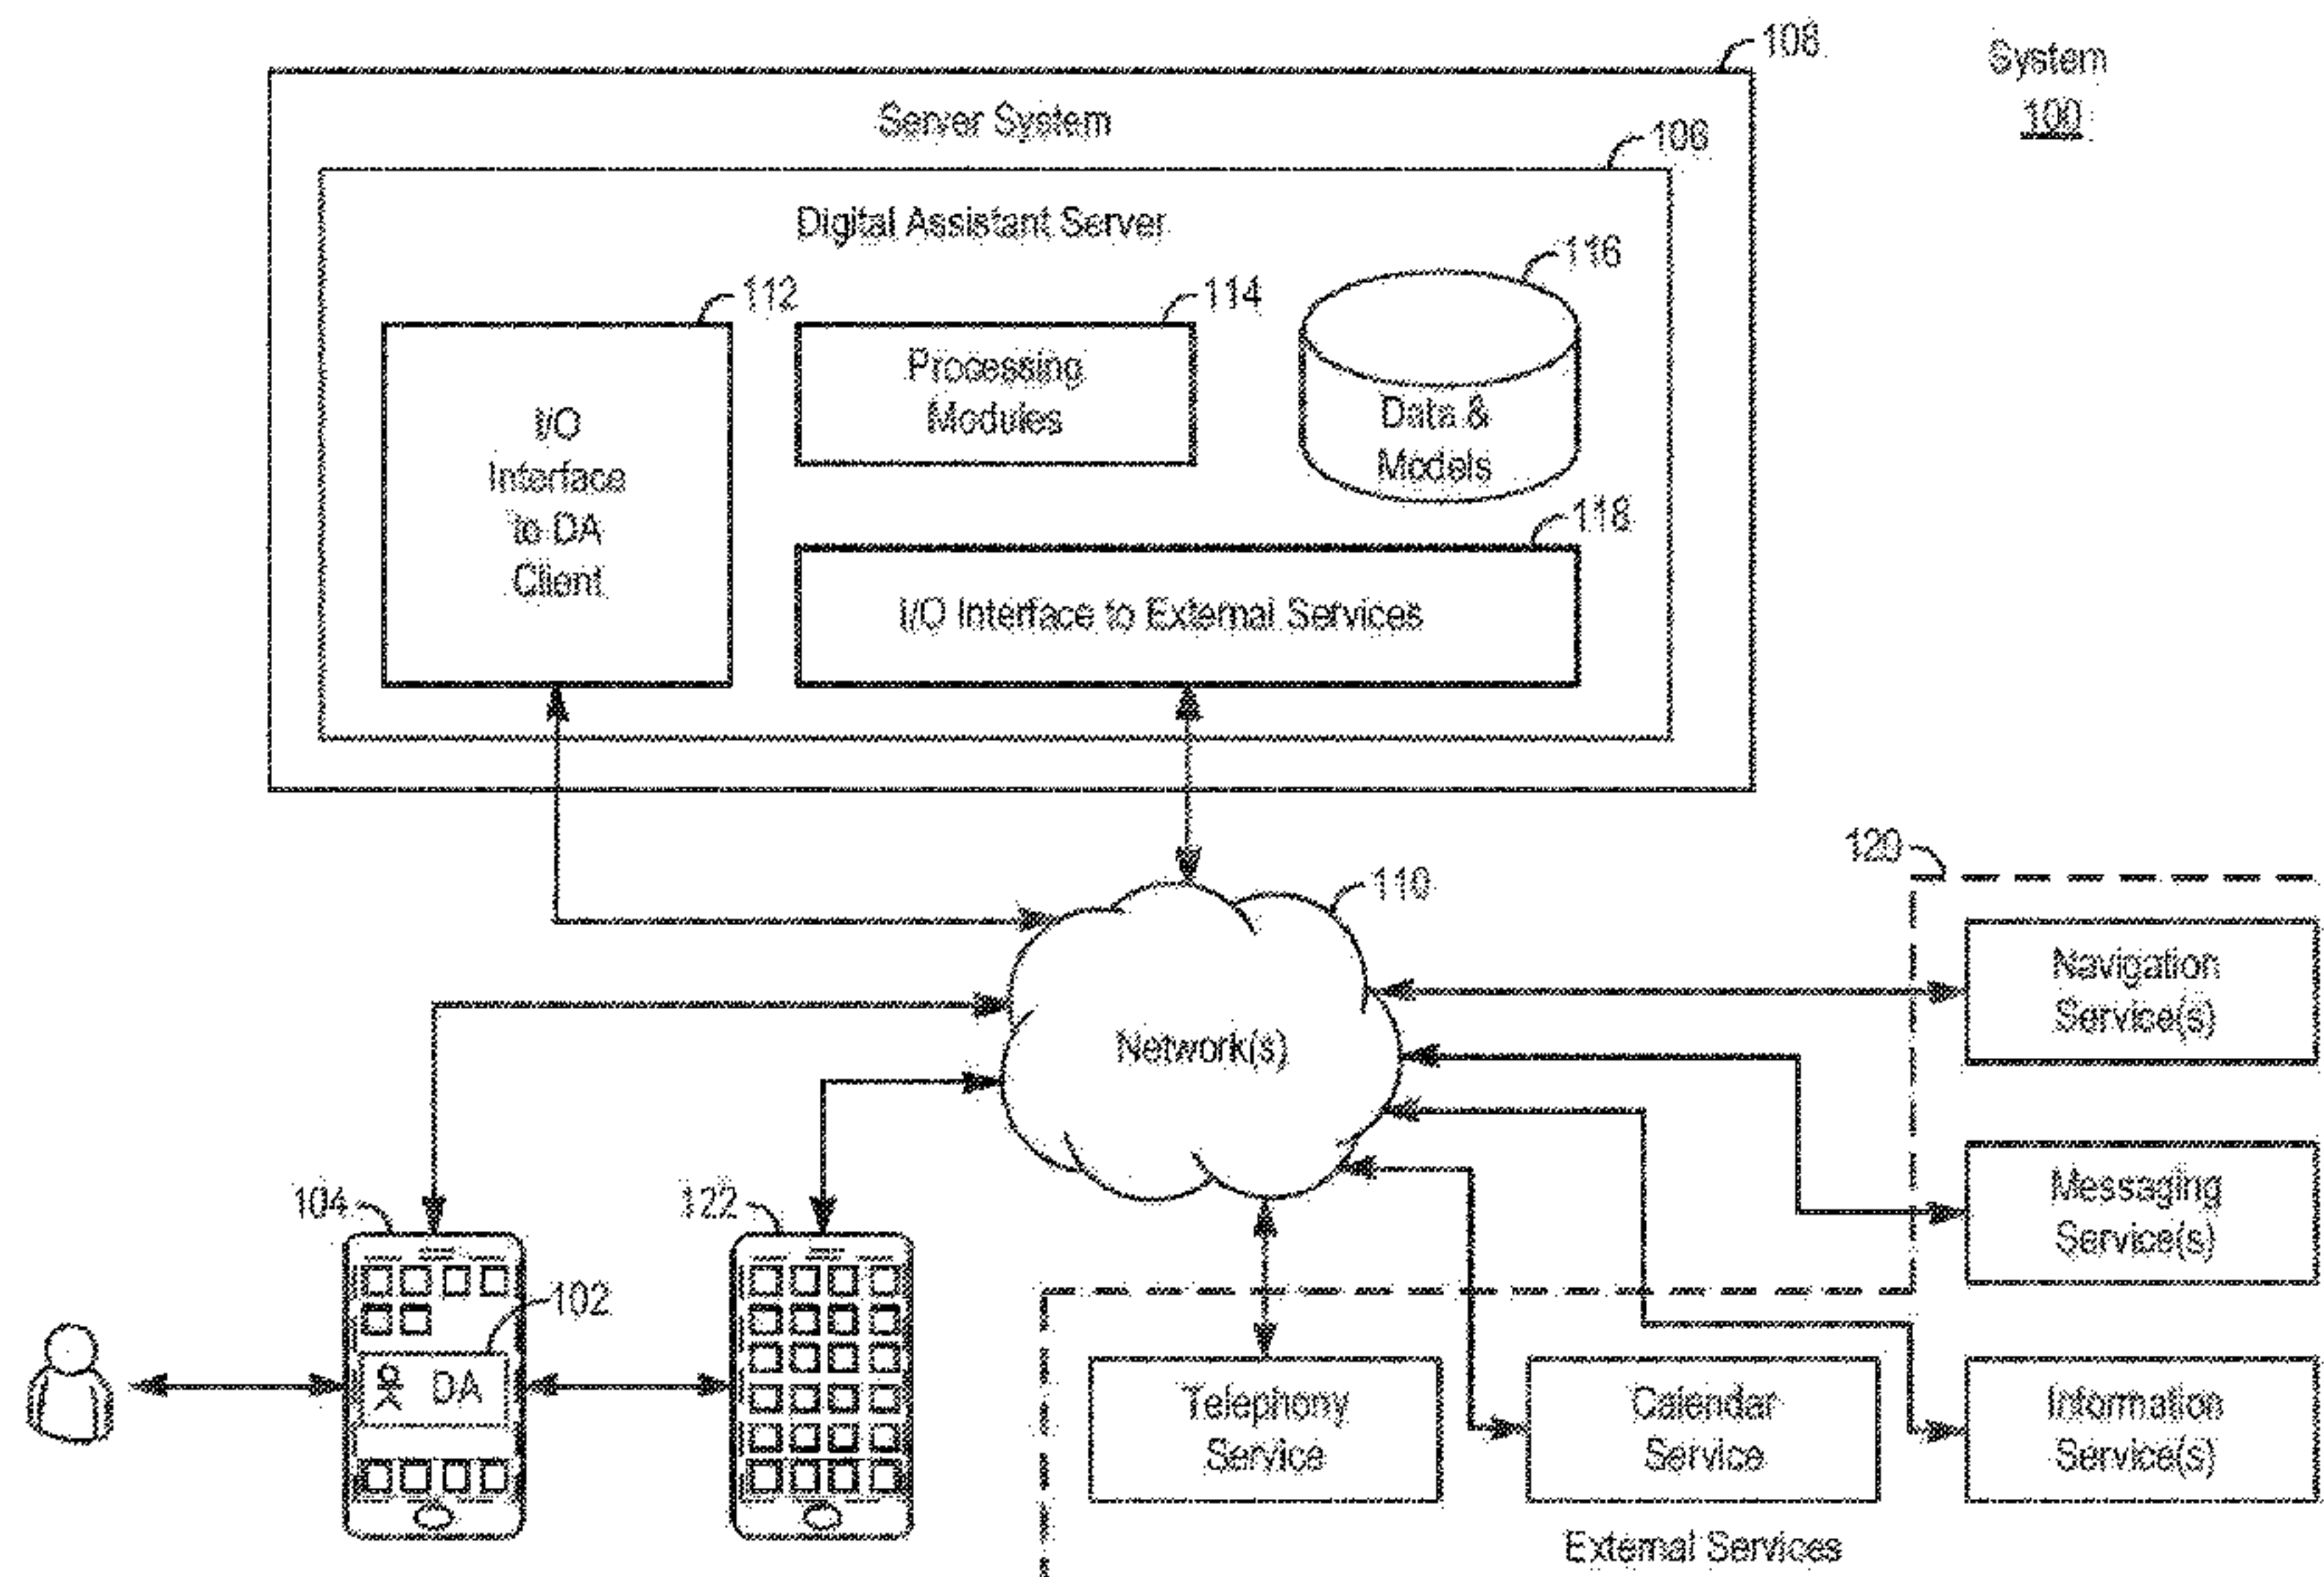 108
System
100
Server System
106
Digital Assistant Server
116
112
114
Processing
Modules
I/O
Interface
to DA
Client
Data &
Models
118
I/O Interface to External Services
120
110
Navigation
Service(s)
Network(s)
Messaging
Service(s)
104
122
102
DA
Telephony
Service
Calendar
Service
Information
Service(s)
External Services